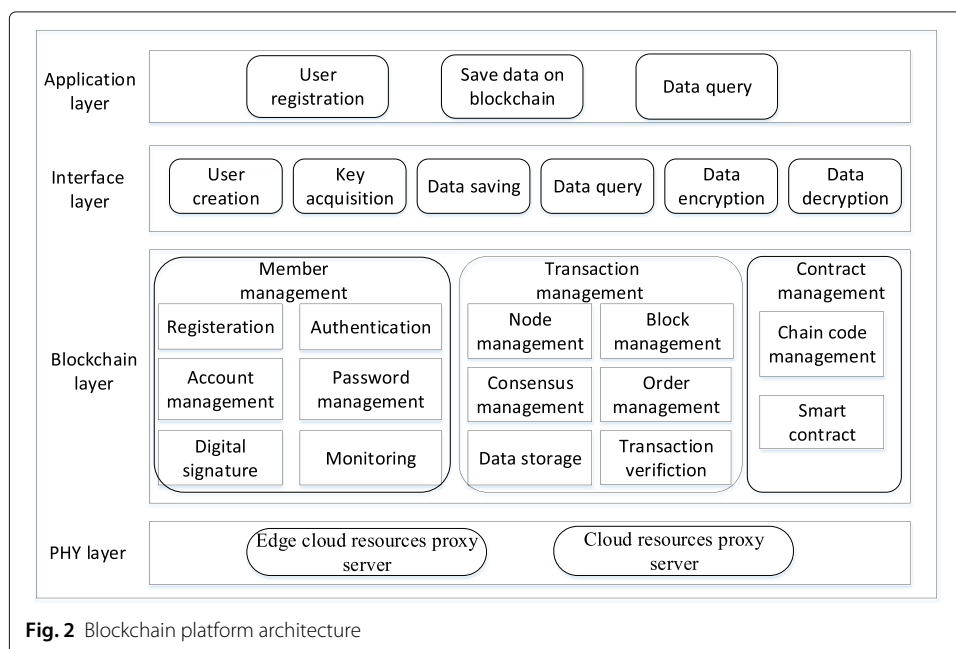 Application
layer
User
registration
Save data on
blockchain
Data query
Interface
layer
User
creation
Key
acquisition
Data saving
Data query
Data
encryption
Data
decryption
Blockchain
layer
Member
management
Registeration
Authentication
Account
management
Password
management
Digital
signature
Monitoring
Transaction
management
Node
management
Block
management
Consensus
management
Order
management
Data storage
Transaction
verifiction
Contract
management
Chain code
management
Smart
contract
PHY layer
Edge cloud resources proxy
server
Cloud resources proxy
server
Fig. 2 Blockchain platform architecture